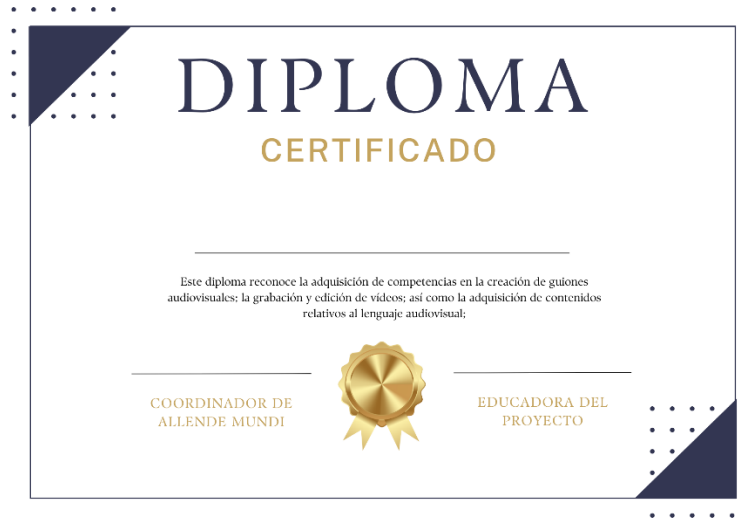 DIPLOMA
CERTIFICADO
Este diploma reconoce la adquisición de competencias en la creación de guiones
audiovisuales; la grabación y edición de vídeos; así como la adquisición de contenidos
relativos al lenguaje audiovisual;
COORDINADOR DE
ALLENDE MUNDI
EDUCADORA DEL
PROYECTO